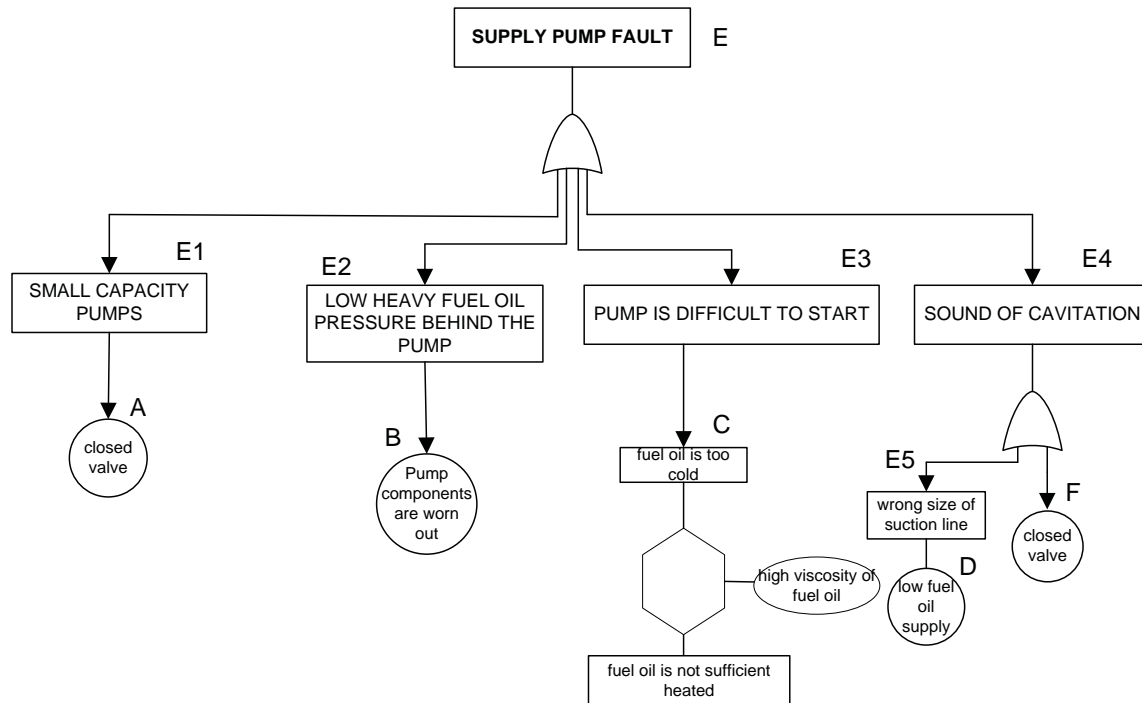 SUPPLY PUMP FAULT
E
E1
SMALL CAPACITY
PUMPS
E2
LOW HEAVY FUEL OIL
PRESSURE BEHIND THE
PUMP
E3
PUMP IS DIFFICULT TO START
E4
SOUND OF CAVITATION
A
closed
valve
B
Pump
components
are worn
out
C
fuel oil is too
cold
high viscosity of
fuel oil
fuel oil is not sufficient
heated
E5
wrong size of
suction line
D
low fuel
oil
supply
F
closed
valve